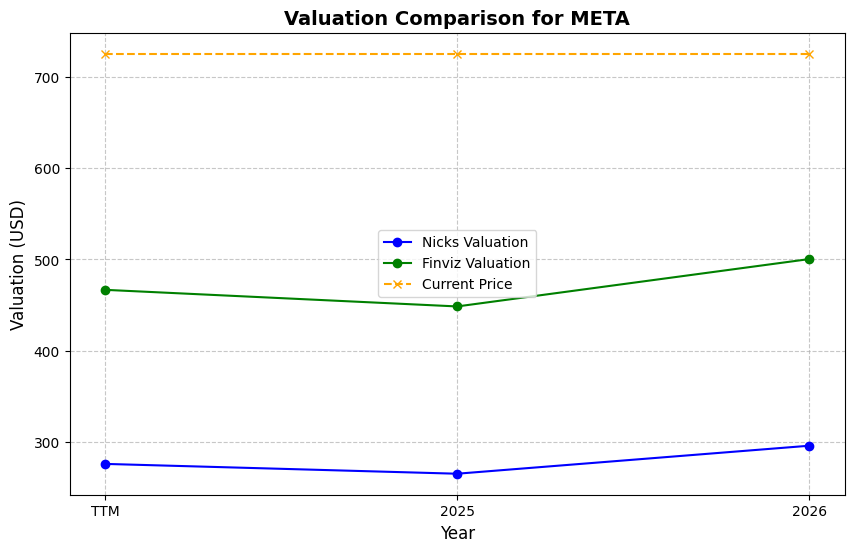 Valuation Comparison for META
Valuation (USD)
700
600
500
400
300
Nicks Valuation
Finviz Valuation
Current Price
TTM
2025
2026
Year